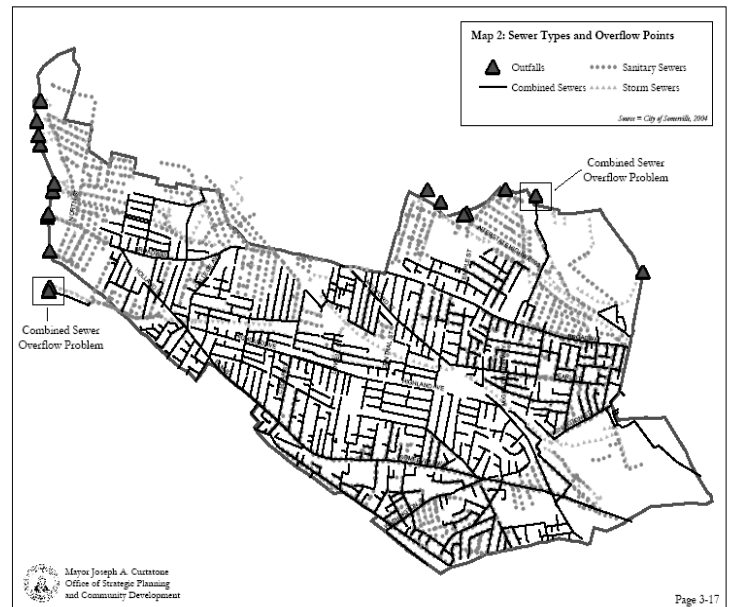 Map 2: Sewer Types and Overflow Points
Outfalls
Sanitary Sewers
Combined Sewers
Storm Sewers
Source = City of Somerville, 2004
Combined Sewer
Overflow Problem
Combined Sewer
Overflow Problem
HIGHLAND AVE
Mayor Joseph A. Curtatone
Office of Strategic Planning
and Community Development
Page 3-17